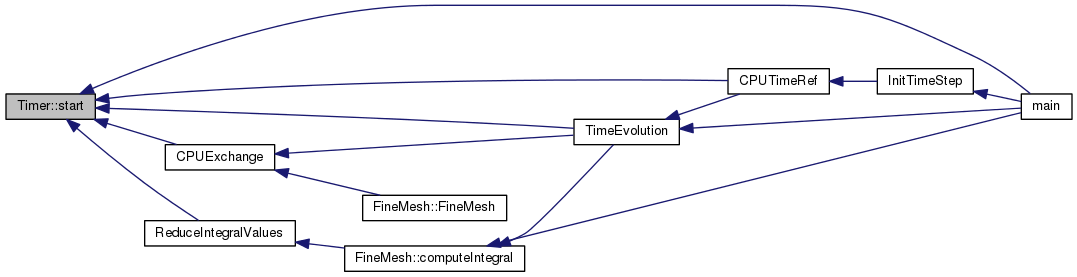 CPUTimeRef
InitTimeStep
Timer::start
main
TimeEvolution
CPUExchange
FineMesh::FineMesh
ReduceIntegralValues
FineMesh::computeIntegral